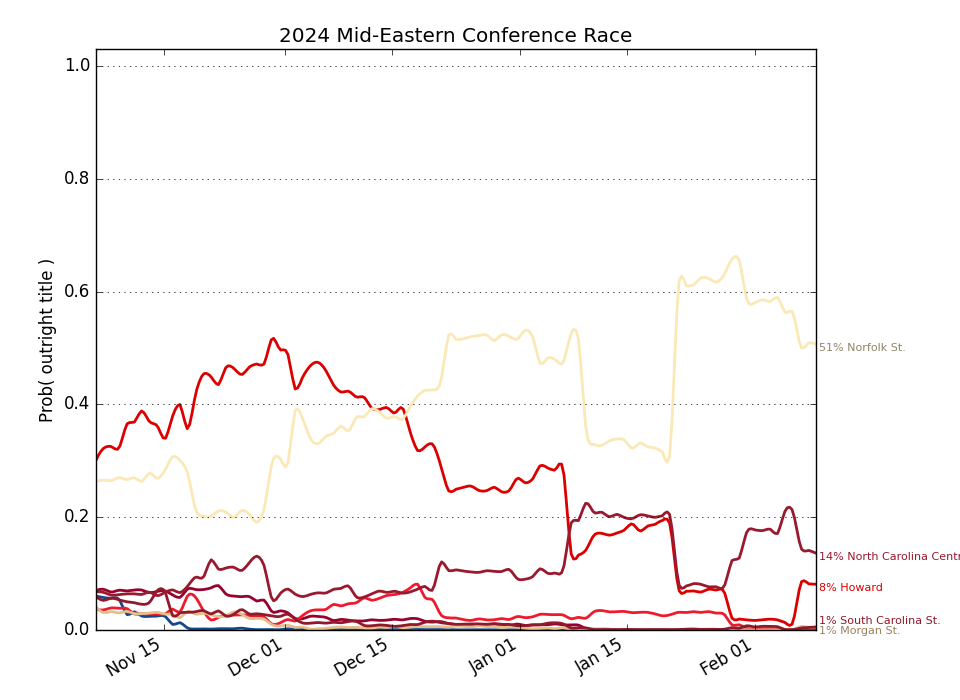 2024 Mid-Eastern Conference Race
1.0
0.8
0.6
0.4
0.2
0.0
Prob( outright title )
51% Norfolk St.
14% North Carolina Centr
8% Howard
1% South Carolina St.
1% Morgan St.
Nov 15
Dec 01
Dec 15
Jan 01
Jan 15
Feb 01